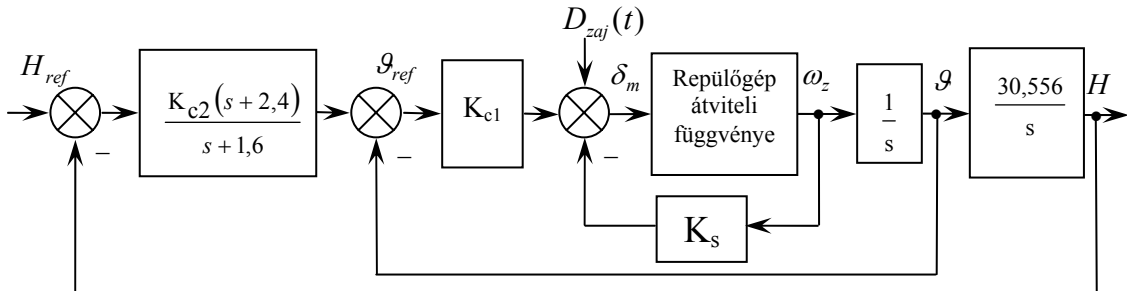 H_ref
K_c2(s+2,4)
s+1,6
−
ϑ_ref
−
K_c1
D_zaj(t)
−
δ_m
Repülőgép
átviteli
függvénye
ω_z
K_s
1
s
ϑ
30,556
s
H